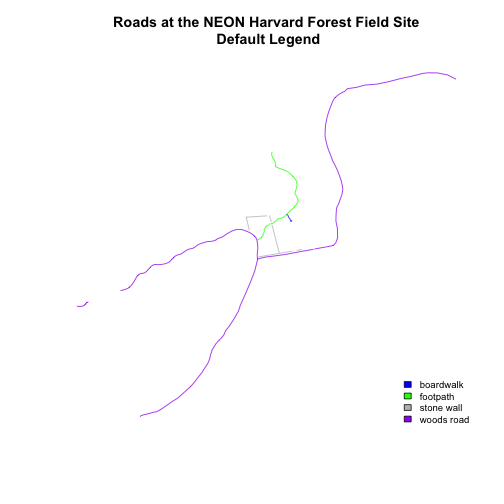 Roads at the NEON Harvard Forest Field Site
Default Legend
boardwalk
footpath
stone wall
woods road